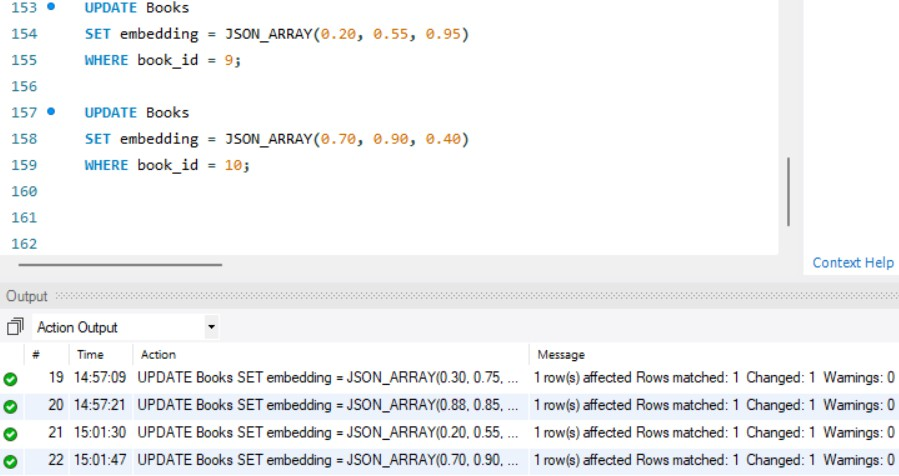 153 UPDATE Books
154 SET embedding = JSON_ARRAY(0.20, 0.55, 0.95)
155 WHERE book_id = 9;
156
157 UPDATE Books
158 SET embedding = JSON_ARRAY(0.70, 0.90, 0.40)
159 WHERE book_id = 10;
160
161
162
Context Help
Output
Action Output
# Time Action Message
19 14:57:09 UPDATE Books SET embedding = JSON_ARRAY(0.30, 0.75, ... 1 row(s) affected Rows matched: 1 Changed: 1 Warnings: 0
20 14:57:21 UPDATE Books SET embedding = JSON_ARRAY(0.88, 0.85, ... 1 row(s) affected Rows matched: 1 Changed: 1 Warnings: 0
21 15:01:30 UPDATE Books SET embedding = JSON_ARRAY(0.20, 0.55, ... 1 row(s) affected Rows matched: 1 Changed: 1 Warnings: 0
22 15:01:47 UPDATE Books SET embedding = JSON_ARRAY(0.70, 0.90, ... 1 row(s) affected Rows matched: 1 Changed: 1 Warnings: 0